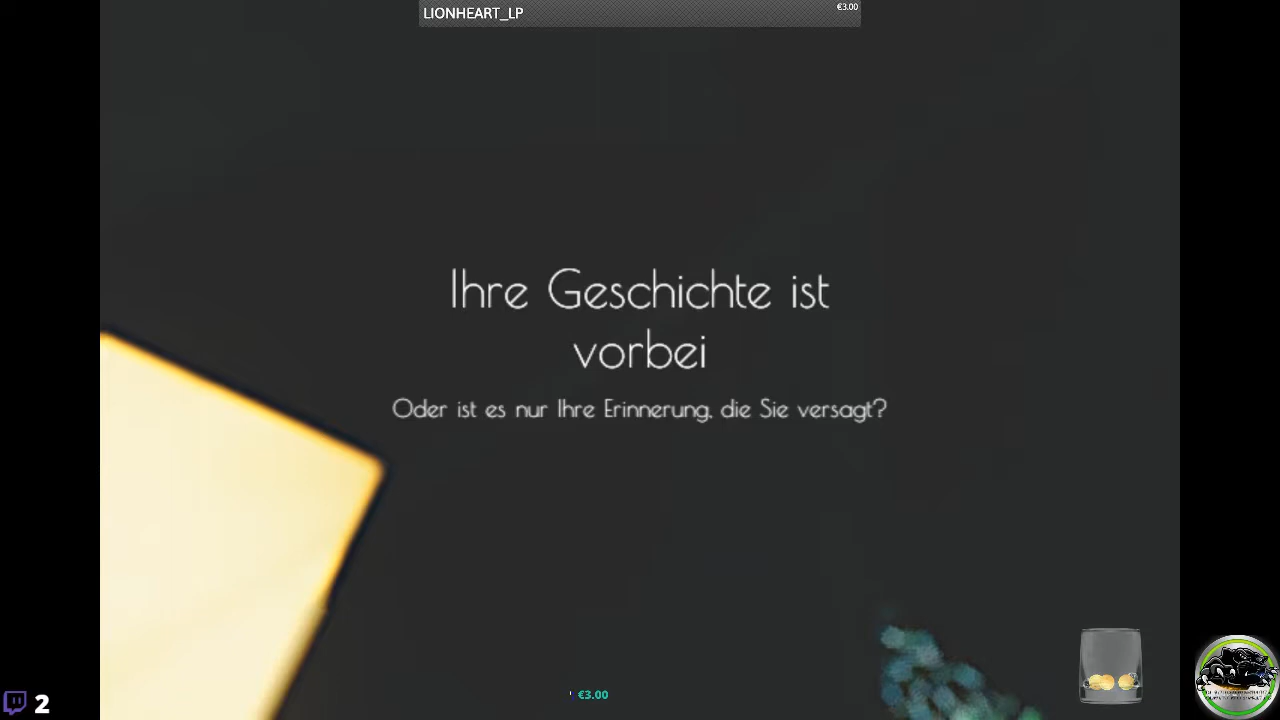 LIONHEART_LP
€3.00
Ihre Geschichte ist
vorbei
Oder ist es nur Ihre Erinnerung, die Sie versagt?
€3.00
2